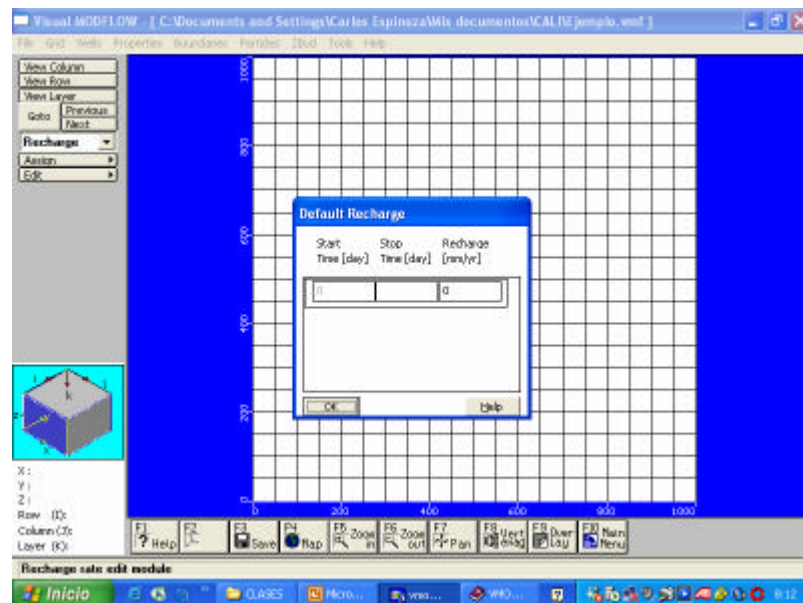 Visual MODFLOW - [ C:\Documents and Settings\Carlos Espinoza\Mis documentos\CALI\Ejemplo.vmf ]
File Grid Wells Properties Boundaries Particles ZBud Tools Help
View Column
View Row
View Layer
Goto
Previous
Next
Recharge
Assign
Edit
1000
800
600
400
200
0
0 200 400 600 800 1000
Default Recharge
Start Time [day]
Stop Time [day]
Recharge [mm/yr]
0
0
OK
Help
X:
Y:
Z:
Row (I):
Column (J):
Layer (K):
F1 ? Help
F2
F3 Save
F4 Map
F5 Zoom in
F6 Zoom out
F7 Pan
F8 Vert exag
F9 Over lay
F10 Main Menu
Recharge rate edit module
Inicio
CLASES
Micro...
vmo...
VMO...
8:12